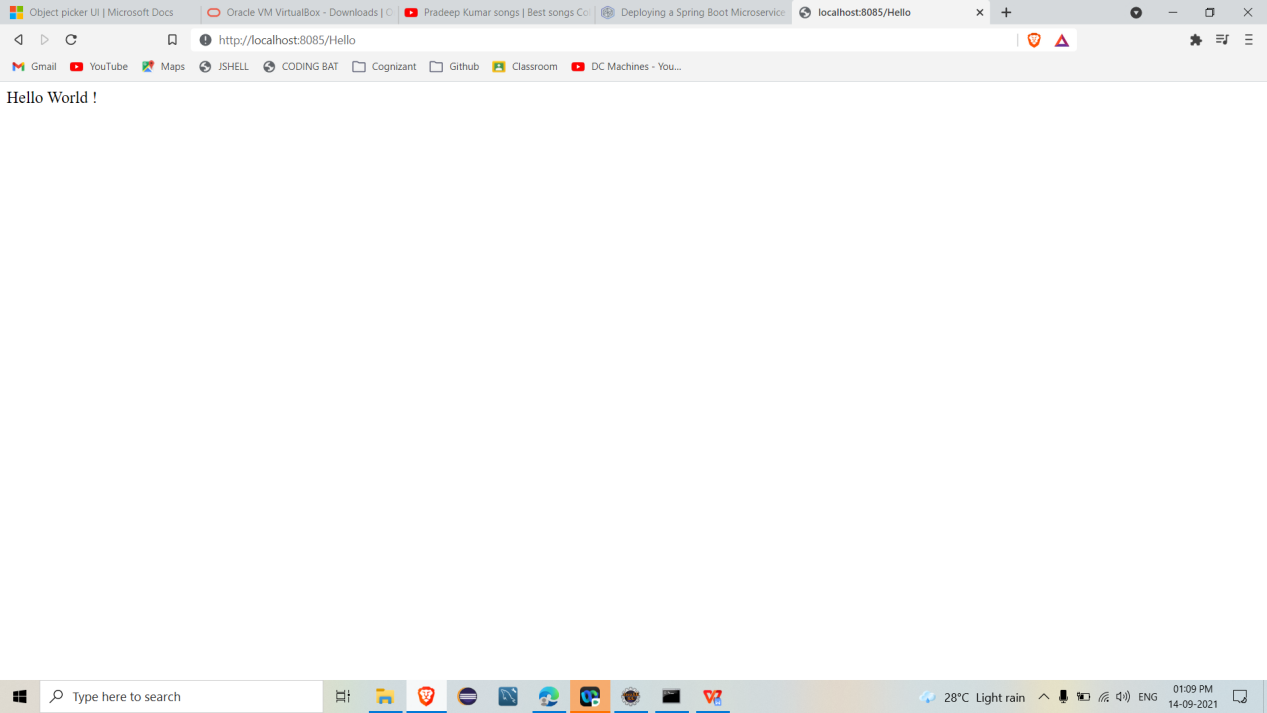 Object picker UI | Microsoft Docs
Oracle VM VirtualBox - Downloads | O
Pradeep Kumar songs | Best songs Col
Deploying a Spring Boot Microservice
localhost:8085/Hello
http://localhost:8085/Hello
Gmail
YouTube
Maps
JSHELL
CODING BAT
Cognizant
Github
Classroom
DC Machines - You...
Hello World !
Type here to search
28°C Light rain
ENG
01:09 PM
14-09-2021